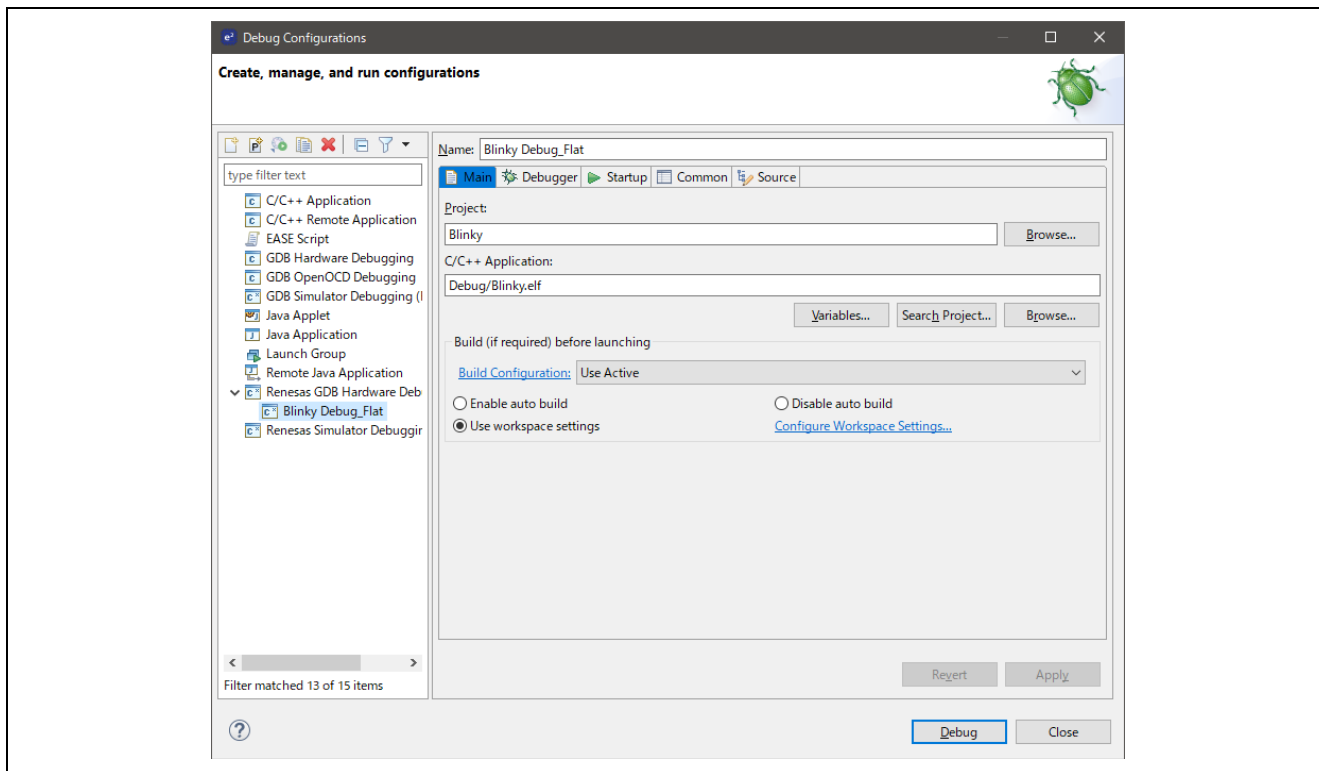 e² Debug Configurations
Create, manage, and run configurations
type filter text
C/C++ Application
C/C++ Remote Application
EASE Script
GDB Hardware Debugging
GDB OpenOCD Debugging
GDB Simulator Debugging (
Java Applet
Java Application
Launch Group
Remote Java Application
Renesas GDB Hardware Deb
Blinky Debug_Flat
Renesas Simulator Debuggir
Filter matched 13 of 15 items
Name: Blinky Debug_Flat
Main Debugger Startup Common Source
Project:
Blinky Browse...
C/C++ Application:
Debug/Blinky.elf
Variables... Search Project... Browse...
Build (if required) before launching
Build Configuration: Use Active
Enable auto build Disable auto build
Use workspace settings Configure Workspace Settings...
Revert Apply
Debug Close